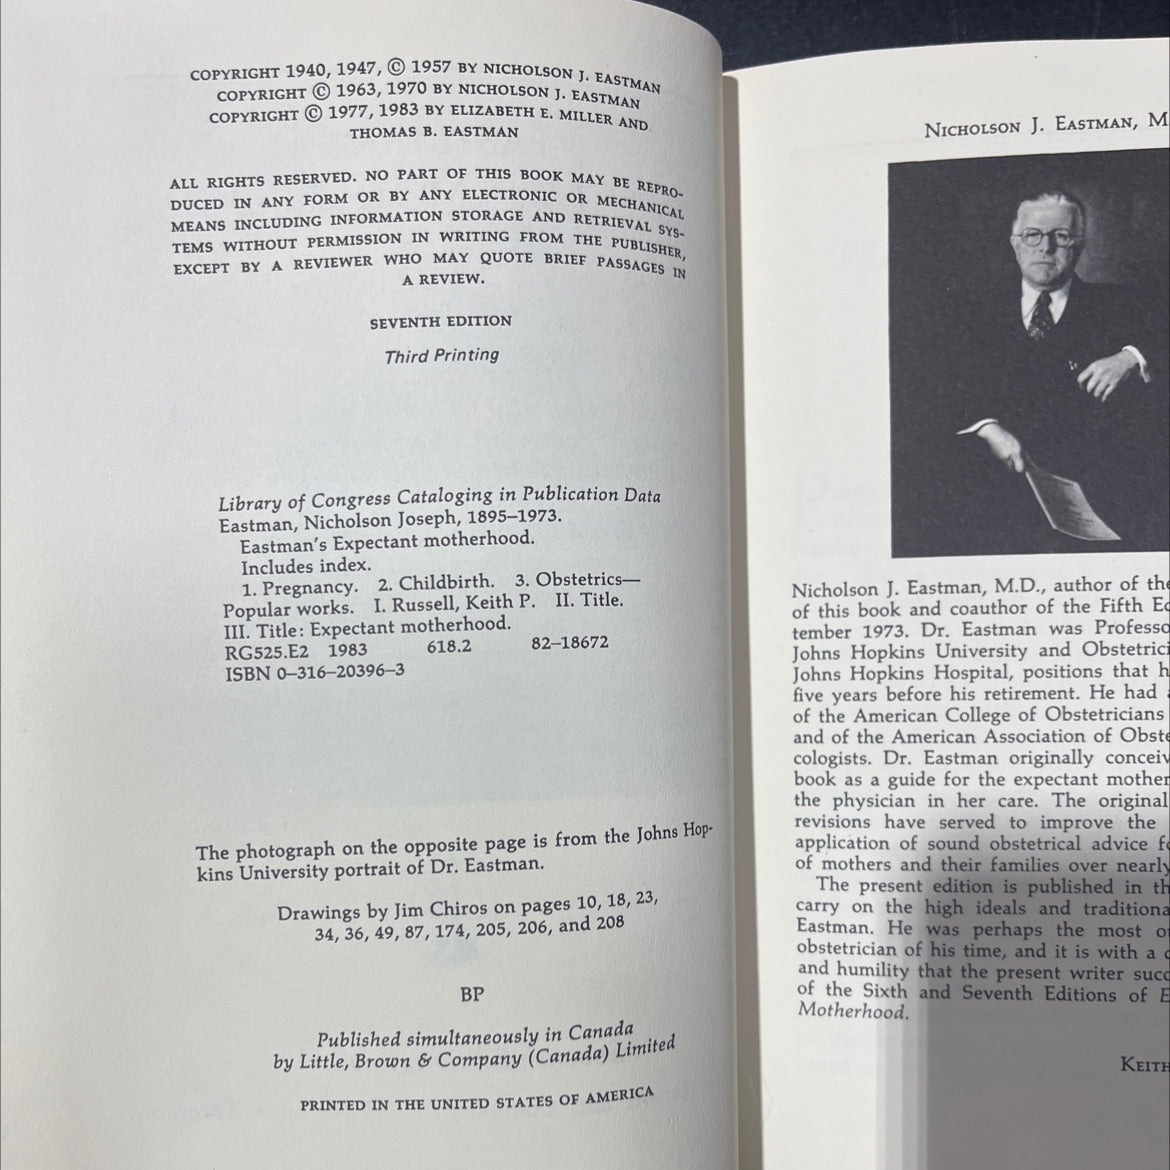 COPYRIGHT 1940, 1947, © 1957 BY NICHOLSON J. EASTMAN
COPYRIGHT © 1963, 1970 BY NICHOLSON J. EASTMAN
COPYRIGHT © 1977, 1983 BY ELIZABETH E. MILLER AND
THOMAS B. EASTMAN
ALL RIGHTS RESERVED. NO PART OF THIS BOOK MAY BE REPRO-
DUCED IN ANY FORM OR BY ANY ELECTRONIC OR MECHANICAL
MEANS INCLUDING INFORMATION STORAGE AND RETRIEVAL SYS-
TEMS WITHOUT PERMISSION IN WRITING FROM THE PUBLISHER,
EXCEPT BY A REVIEWER WHO MAY QUOTE BRIEF PASSAGES IN
A REVIEW.
SEVENTH EDITION
Third Printing
Library of Congress Cataloging in Publication Data
Eastman, Nicholson Joseph, 1895–1973.
Eastman's Expectant motherhood.
Includes index.
1. Pregnancy. 2. Childbirth. 3. Obstetrics—
Popular works. I. Russell, Keith P. II. Title.
III. Title: Expectant motherhood.
RG525.E2 1983 618.2 82–18672
ISBN 0–316–20396–3
The photograph on the opposite page is from the Johns Hop-
kins University portrait of Dr. Eastman.
Drawings by Jim Chiros on pages 10, 18, 23,
34, 36, 49, 87, 174, 205, 206, and 208
BP
Published simultaneously in Canada
by Little, Brown & Company (Canada) Limited
PRINTED IN THE UNITED STATES OF AMERICA
NICHOLSON J. EASTMAN, M.
Nicholson J. Eastman, M.D., author of the
of this book and coauthor of the Fifth Ed
tember 1973. Dr. Eastman was Professo
Johns Hopkins University and Obstetrici
Johns Hopkins Hospital, positions that h
five years before his retirement. He had a
of the American College of Obstetricians
and of the American Association of Obste
cologists. Dr. Eastman originally conceiv
book as a guide for the expectant mother
the physician in her care. The original
revisions have served to improve the
application of sound obstetrical advice fo
of mothers and their families over nearly
The present edition is published in th
carry on the high ideals and traditiona
Eastman. He was perhaps the most o
obstetrician of his time, and it is with a
and humility that the present writer succ
of the Sixth and Seventh Editions of E
Motherhood.
KEITH